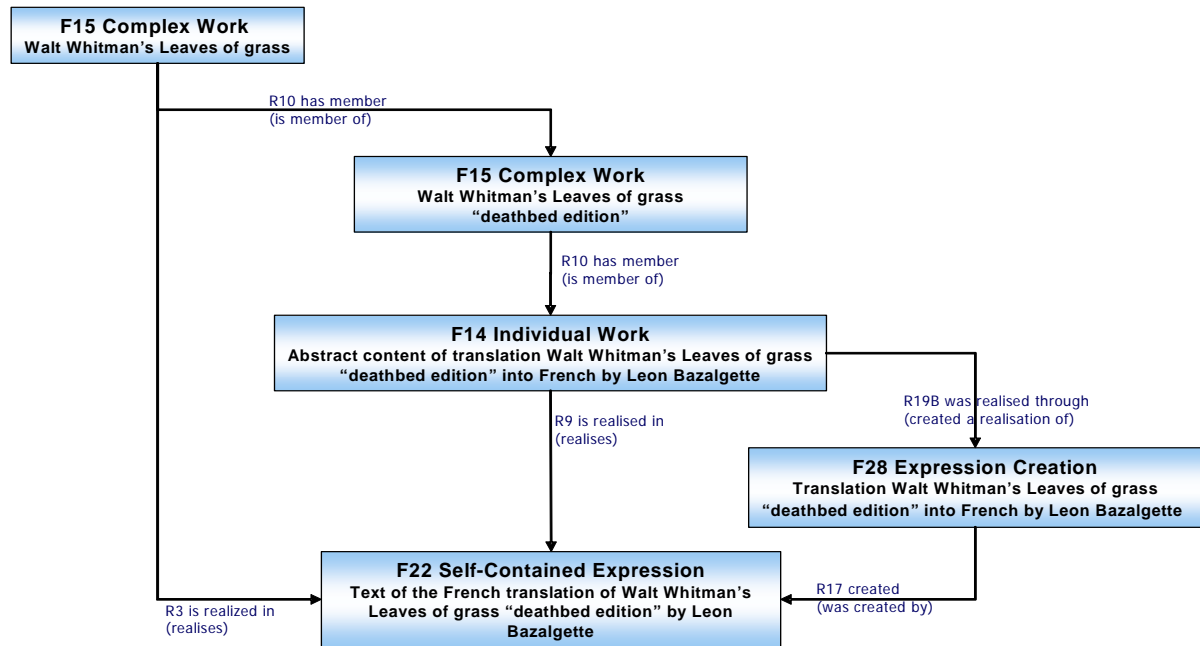 F15 Complex Work
Walt Whitman’s Leaves of grass
R10 has member
(is member of)
F15 Complex Work
Walt Whitman’s Leaves of grass
“deathbed edition”
R10 has member
(is member of)
F14 Individual Work
Abstract content of translation Walt Whitman’s Leaves of grass
“deathbed edition” into French by Leon Bazalgette
R19B was realised through
(created a realisation of)
R9 is realised in
(realises)
F28 Expression Creation
Translation Walt Whitman’s Leaves of grass
“deathbed edition” into French by Leon Bazalgette
F22 Self-Contained Expression
Text of the French translation of Walt Whitman’s
Leaves of grass “deathbed edition” by Leon
Bazalgette
R17 created
(was created by)
R3 is realized in
(realises)